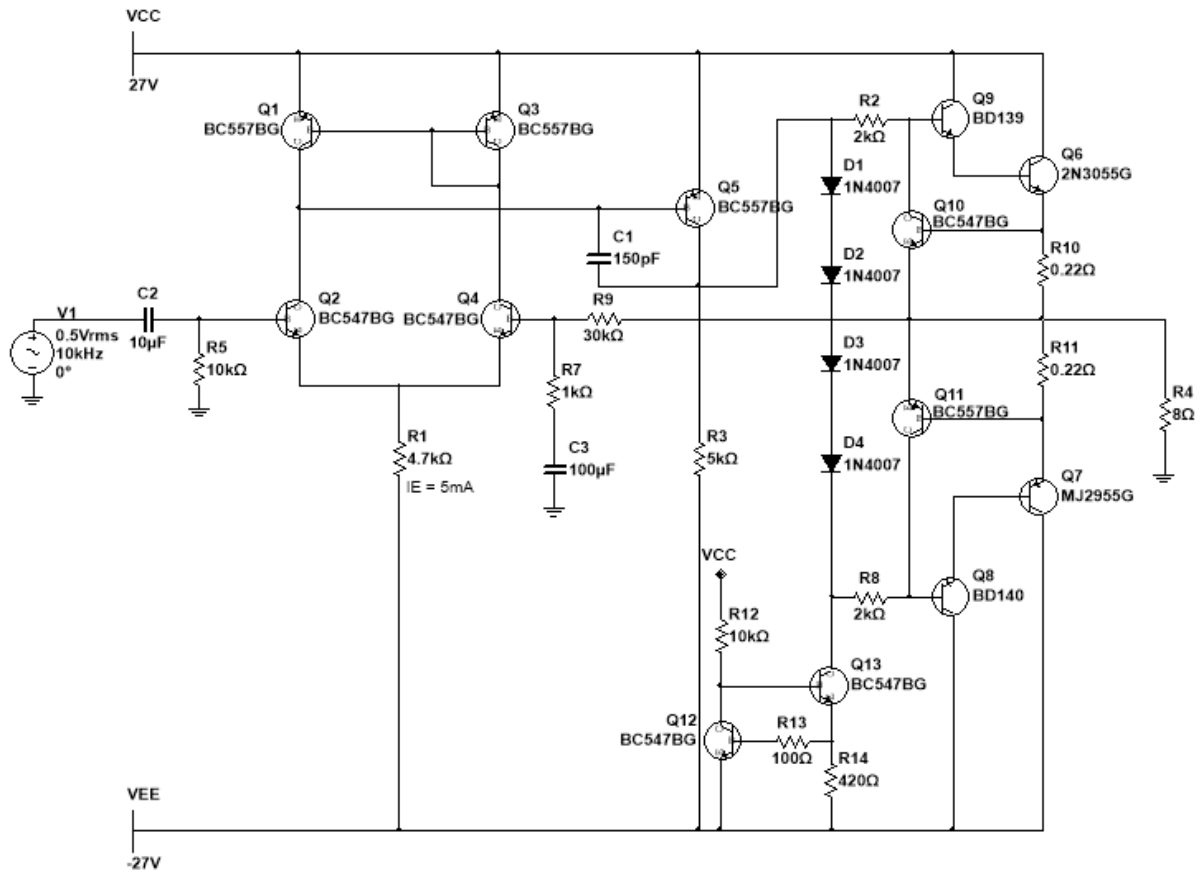 VCC
27V
Q1
BC557BG
Q3
BC557BG
R2
2kΩ
Q9
BD139
Q6
2N3055G
D1
1N4007
Q5
BC557BG
Q10
BC547BG
C1
150pF
R10
0.22Ω
D2
1N4007
V1
0.5Vrms
10kHz
0°
C2
10µF
Q2
BC547BG
Q4
BC547BG
R9
30kΩ
R5
10kΩ
R7
1kΩ
D3
1N4007
R11
0.22Ω
Q11
BC557BG
R4
8Ω
R1
4.7kΩ
IE = 5mA
C3
100µF
R3
5kΩ
D4
1N4007
Q7
MJ2955G
VCC
R8
2kΩ
Q8
BD140
R12
10kΩ
Q13
BC547BG
Q12
BC547BG
R13
100Ω
R14
420Ω
VEE
-27V